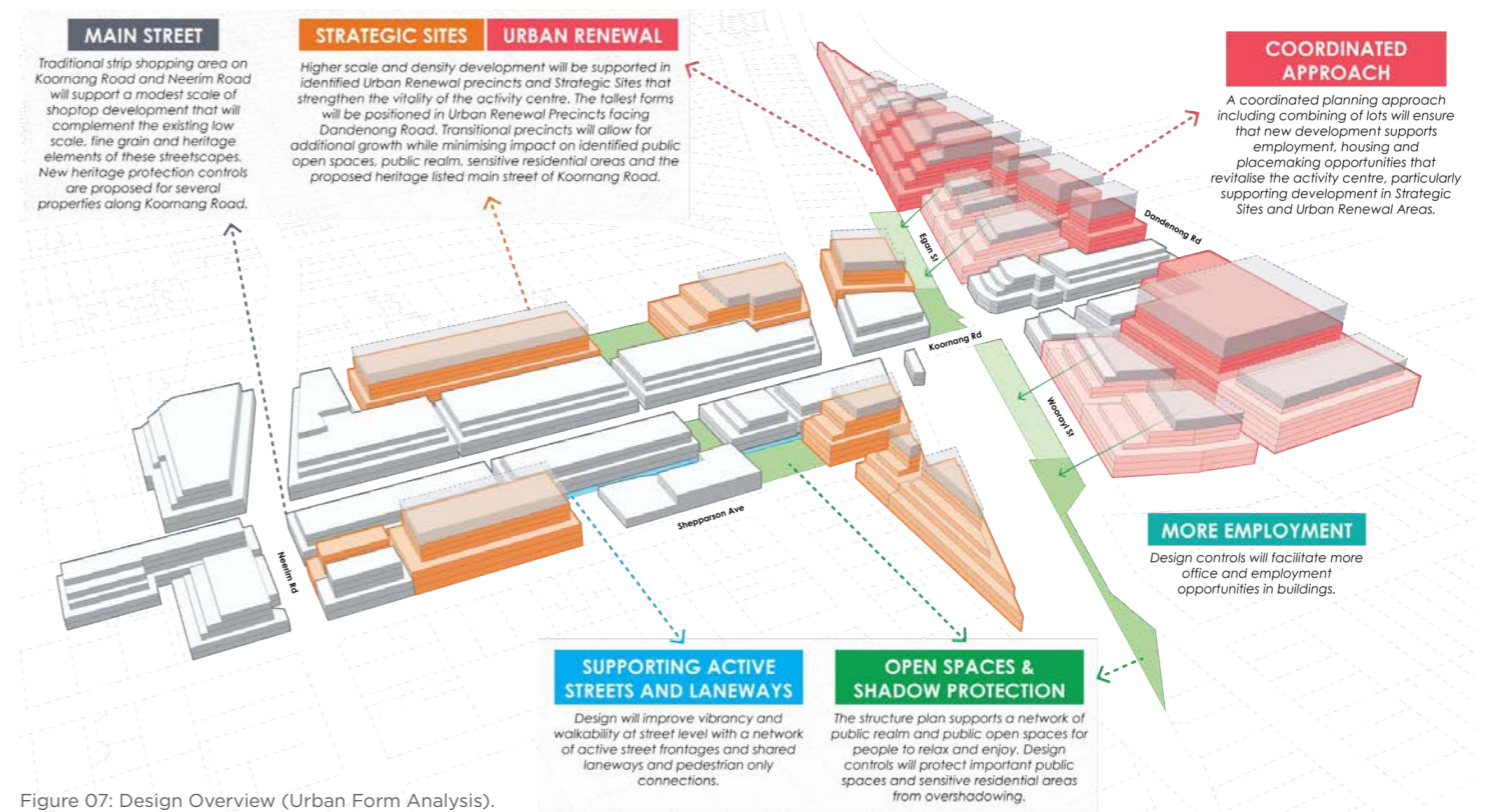 MAIN STREET
Traditional strip shopping area on
Koornang Road and Neerim Road
will support a modest scale of
shoptop development that will
complement the existing low
scale, fine grain and heritage
elements of these streetscapes.
New heritage protection controls
are proposed for several
properties along Koornang Road.
STRATEGIC SITES
URBAN RENEWAL
Higher scale and density development will be supported in
identified Urban Renewal precincts and Strategic Sites that
strengthen the vitality of the activity centre. The tallest forms
will be positioned in Urban Renewal Precincts facing
Dandenong Road. Transitional precincts will allow for
additional growth while minimising impact on identified public
open spaces, public realm, sensitive residential areas and the
proposed heritage listed main street of Koornang Road.
COORDINATED
APPROACH
A coordinated planning approach
including combining of lots will ensure
that new development supports
employment, housing and
placemaking opportunities that
revitalise the activity centre, particularly
supporting development in Strategic
Sites and Urban Renewal Areas.
Dandenong Rd
Egan St
Koornang Rd
Woorayl St
Shepparson Ave
Neerim Rd
MORE EMPLOYMENT
Design controls will facilitate more
office and employment
opportunities in buildings.
SUPPORTING ACTIVE
STREETS AND LANEWAYS
Design will improve vibrancy and
walkability at street level with a network
of active street frontages and shared
laneways and pedestrian only
connections.
OPEN SPACES &
SHADOW PROTECTION
The structure plan supports a network of
public realm and public open spaces for
people to relax and enjoy. Design
controls will protect important public
spaces and sensitive residential areas
from overshadowing.
Figure 07: Design Overview (Urban Form Analysis).